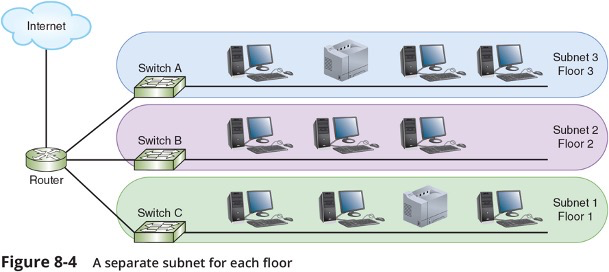 Internet
Switch A
Subnet 3
Floor 3
Switch B
Subnet 2
Floor 2
Router
Switch C
Subnet 1
Floor 1
Figure 8-4 A separate subnet for each floor